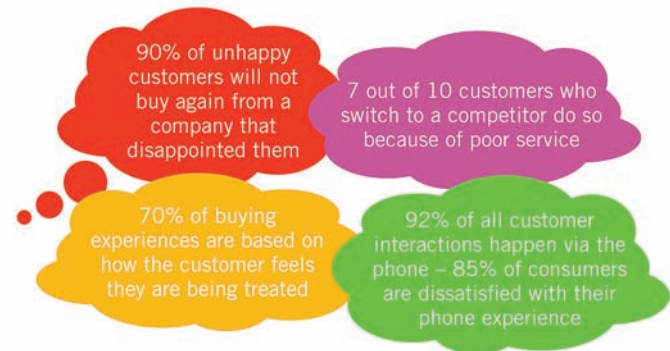 90% of unhappy
customers will not
buy again from a
company that
disappointed them
7 out of 10 customers who
switch to a competitor do so
because of poor service
70% of buying
experiences are based on
how the customer feels
they are being treated
92% of all customer
interactions happen via the
phone – 85% of consumers
are dissatisfied with their
phone experience